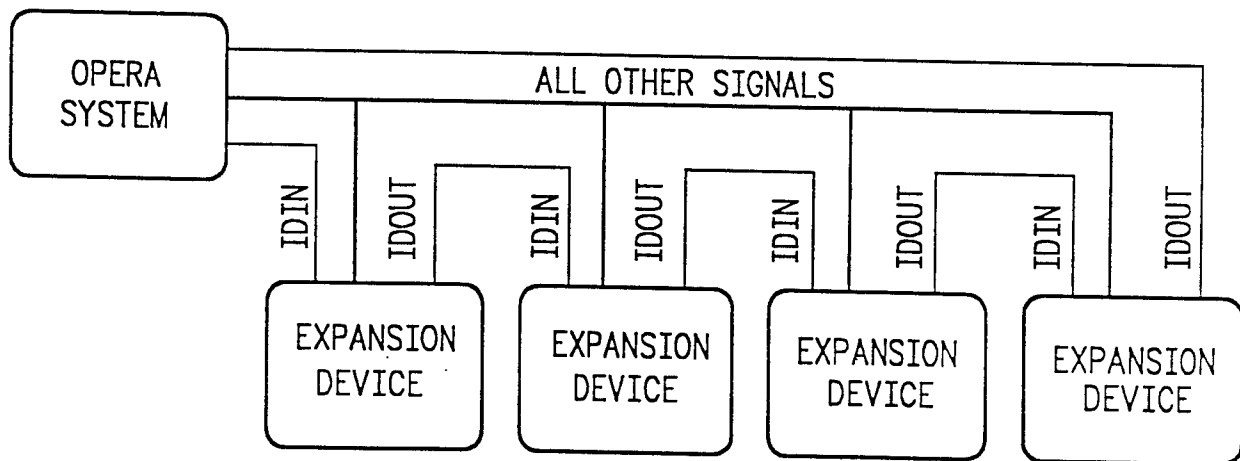 OPERA
SYSTEM
ALL OTHER SIGNALS
IDIN
IDOUT
IDIN
IDOUT
IDIN
IDOUT
IDIN
IDOUT
EXPANSION
DEVICE
EXPANSION
DEVICE
EXPANSION
DEVICE
EXPANSION
DEVICE